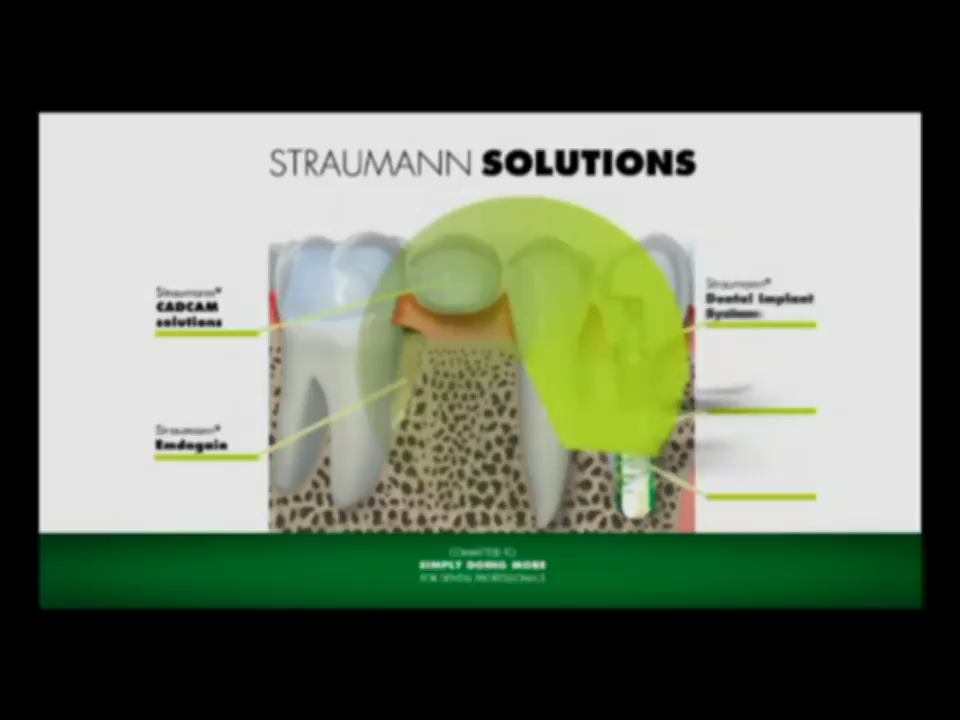 STRAUMANN SOLUTIONS
Straumann®
CADCAM
solutions
Straumann®
Emdogain
Straumann®
Dental Implant
System
COMMITTED TO
SIMPLY DOING MORE
FOR DENTAL PROFESSIONALS